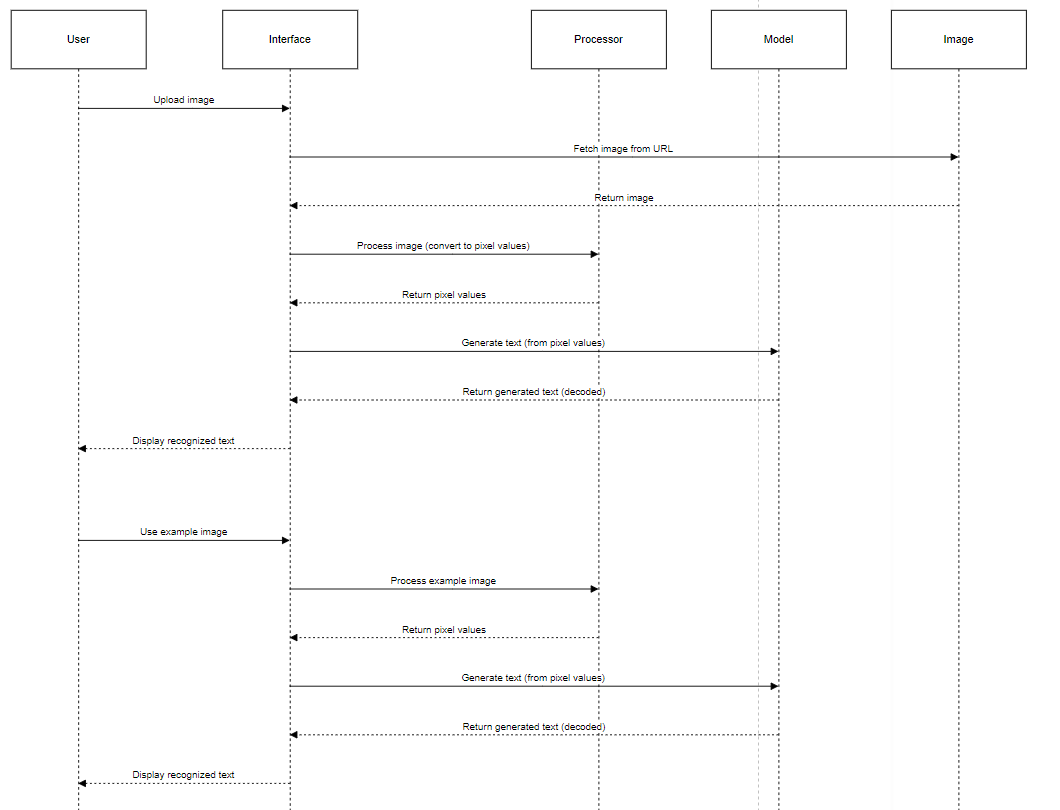 User
Interface
Processor
Model
Image
Upload image
Fetch image from URL
Return image
Process image (convert to pixel values)
Return pixel values
Generate text (from pixel values)
Return generated text (decoded)
Display recognized text
Use example image
Process example image
Return pixel values
Generate text (from pixel values)
Return generated text (decoded)
Display recognized text